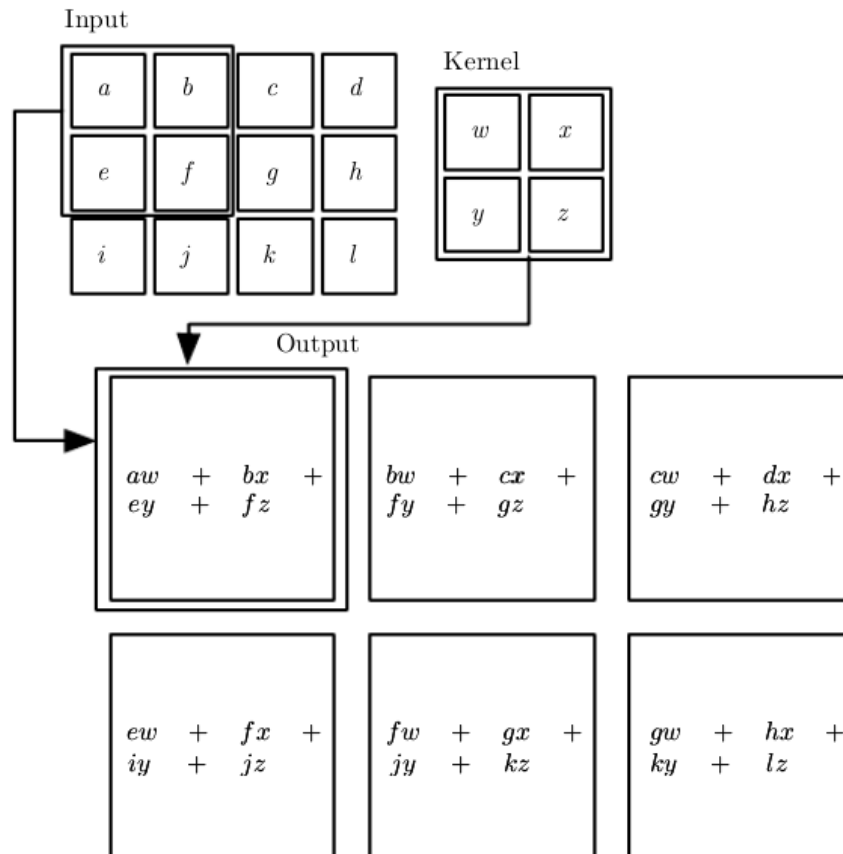 Input
a b c d
Kernel
w x
e f g h
y z
i j k l
Output
aw + bx +
ey + fz
bw + cx +
fy + gz
cw + dx +
gy + hz
ew + fx +
iy + jz
fw + gx +
jy + kz
gw + hx +
ky + lz